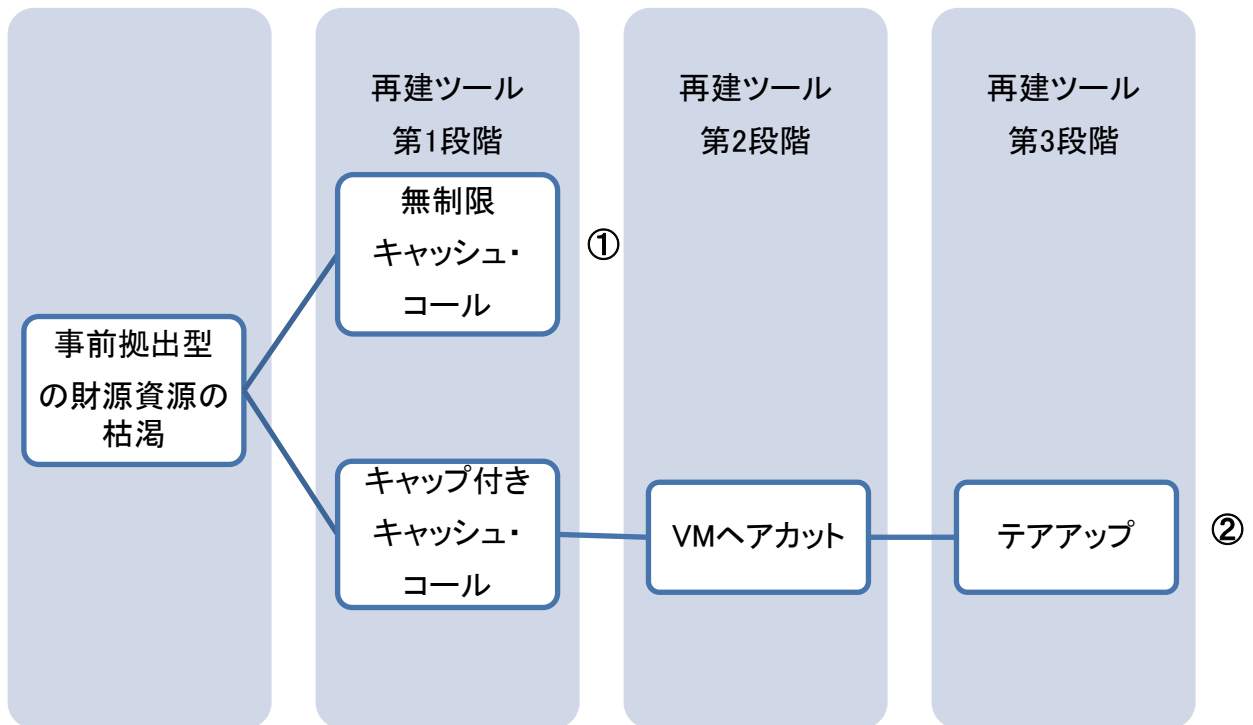 再建ツール
第1段階
再建ツール
第2段階
再建ツール
第3段階
無制限
キャッシュ・
コール
①
事前拠出型
の財源資源の
枯渇
キャップ付き
キャッシュ・
コール
VMヘアカット
テアアップ
②